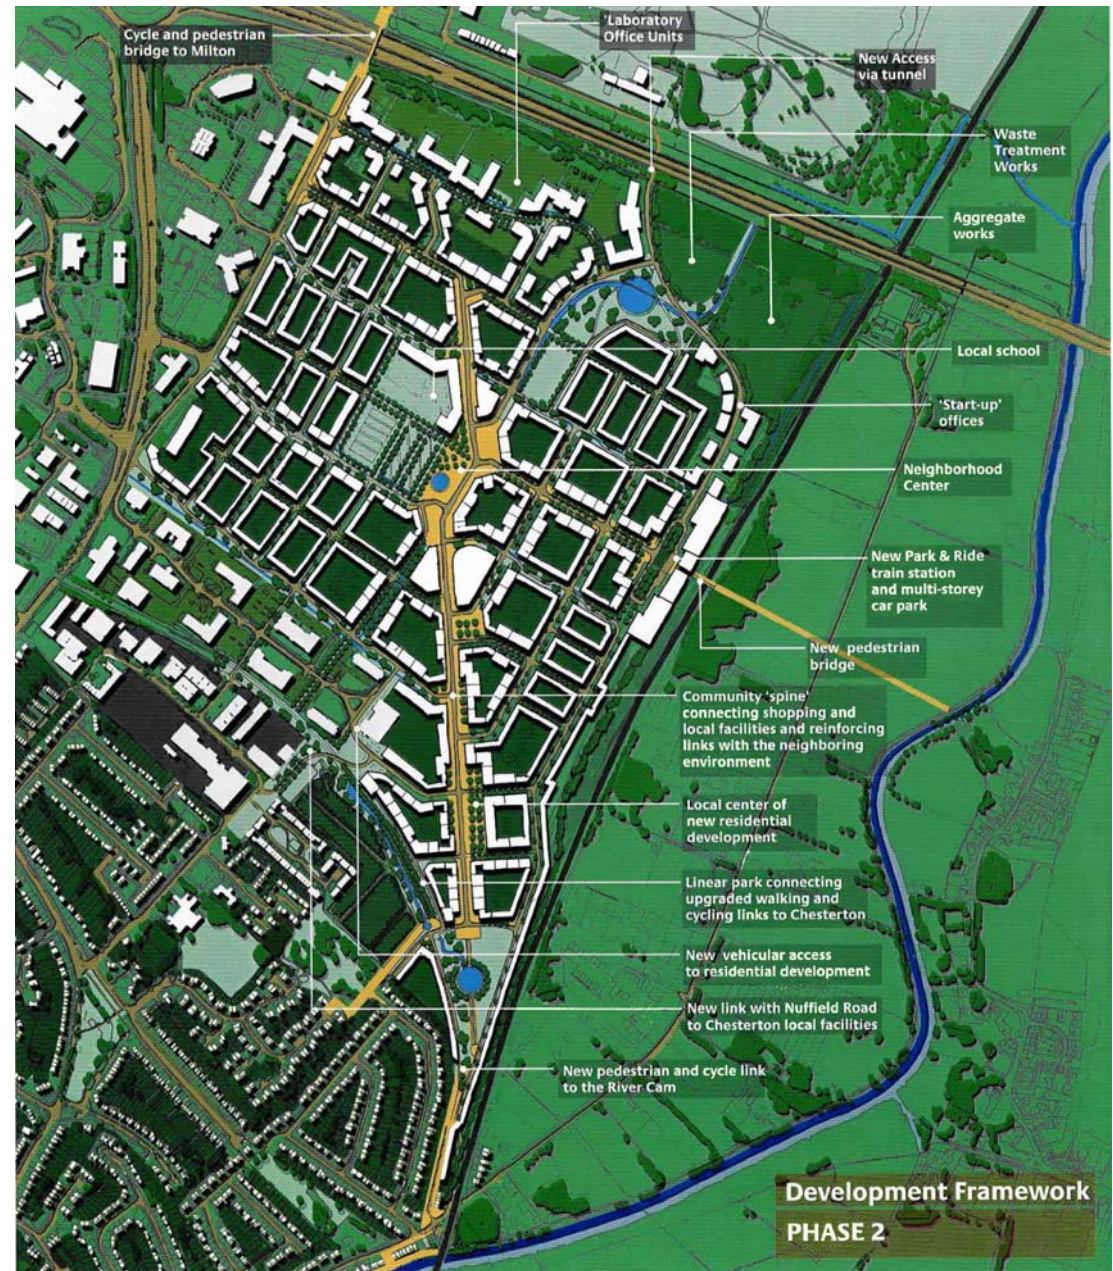 Cycle and pedestrian
bridge to Milton
'Laboratory
Office Units
New Access
via tunnel
Waste
Treatment
Works
Aggregate
works
Local school
'Start-up'
offices
Neighborhood
Center
New Park & Ride
train station
and multi-storey
car park
New pedestrian
bridge
Community 'spine'
connecting shopping and
local facilities and reinforcing
links with the neighboring
environment
Local center of
new residential
development
Linear park connecting
upgraded walking and
cycling links to Chesterton
New vehicular access
to residential development
New link with Nuffield Road
to Chesterton local facilities
New pedestrian and cycle link
to the River Cam
Development Framework
PHASE 2